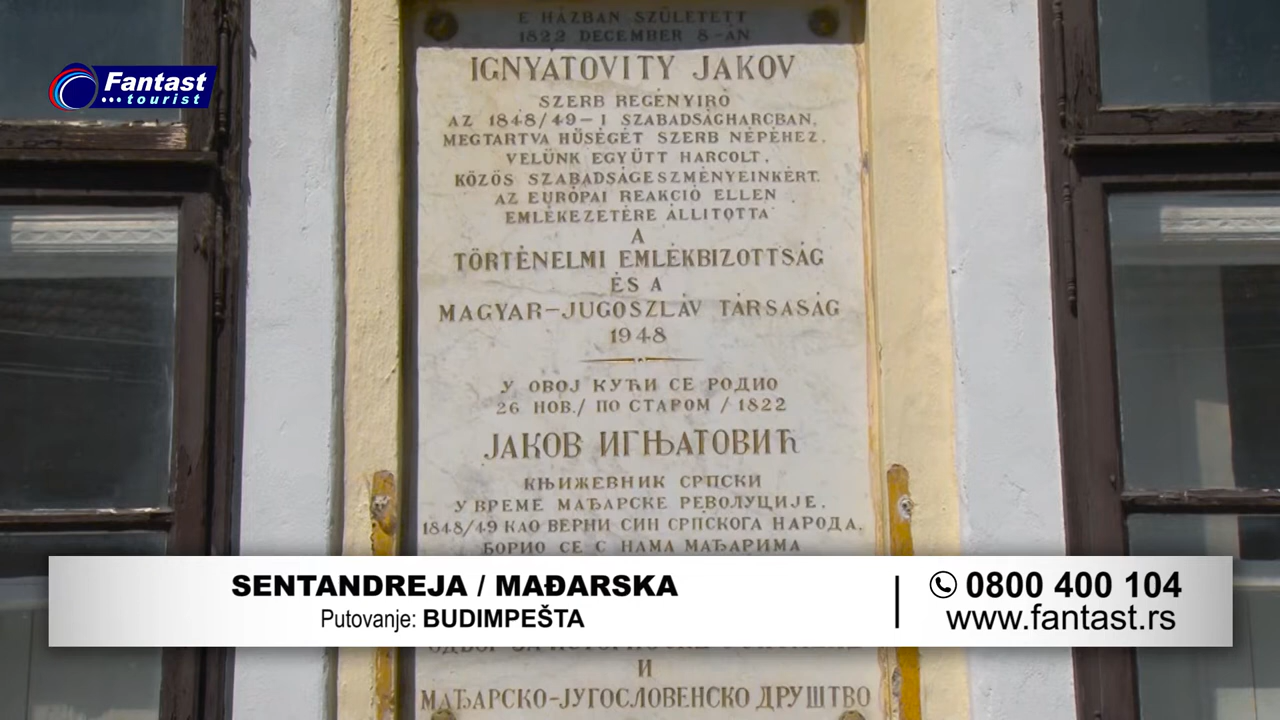 E HÁZBAN SZÜLETETT
1822 DECEMBER 8-ÁN
IGNYATOVITY JAKOV
SZERB REGÉNYIRÓ
AZ 1848/49-I SZABADSÁGHARCBAN,
MEGTARTVA HŰSÉGÉT SZERB NÉPÉHEZ,
VELÜNK EGYÜTT HARCOLT,
KÖZÖS SZABADSÁGESZMÉNYEINKÉRT.
AZ EURÓPAI REAKCIÓ ELLEN
EMLÉKEZETÉRE ÁLLITOTTA
A
TÖRTÉNELMI EMLÉKBIZOTTSÁG
ÉS A
MAGYAR-JUGOSZLÁV TÁRSASÁG
1948
У ОВОЈ КУЋИ СЕ РОДИО
26 НОВ./ ПО СТАРОМ / 1822
ЈАКОВ ИГЊАТОВИЋ
КЊИЖЕВНИК СРПСКИ
У ВРЕМЕ МАЂАРСКЕ РЕВОЛУЦИЈЕ.
1848/49 КАО ВЕРНИ СИН СРПСКОГА НАРОДА,
БОРИО СЕ С НАМА МАЂАРИМА
И
МАЂАРСКО-ЈУГОСЛОВЕНСКО ДРУШТВО
Fantast
tourist
SENTANDREJA / MAĐARSKA
Putovanje: BUDIMPEŠTA
0800 400 104
www.fantast.rs